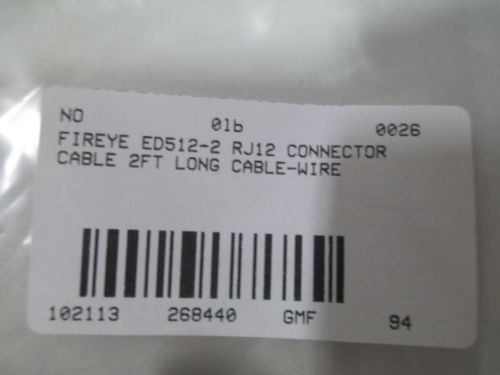 NO 01b 0026
FIREYE ED512-2 RJ12 CONNECTOR
CABLE 2FT LONG CABLE-WIRE
102113 268440 GMF 94